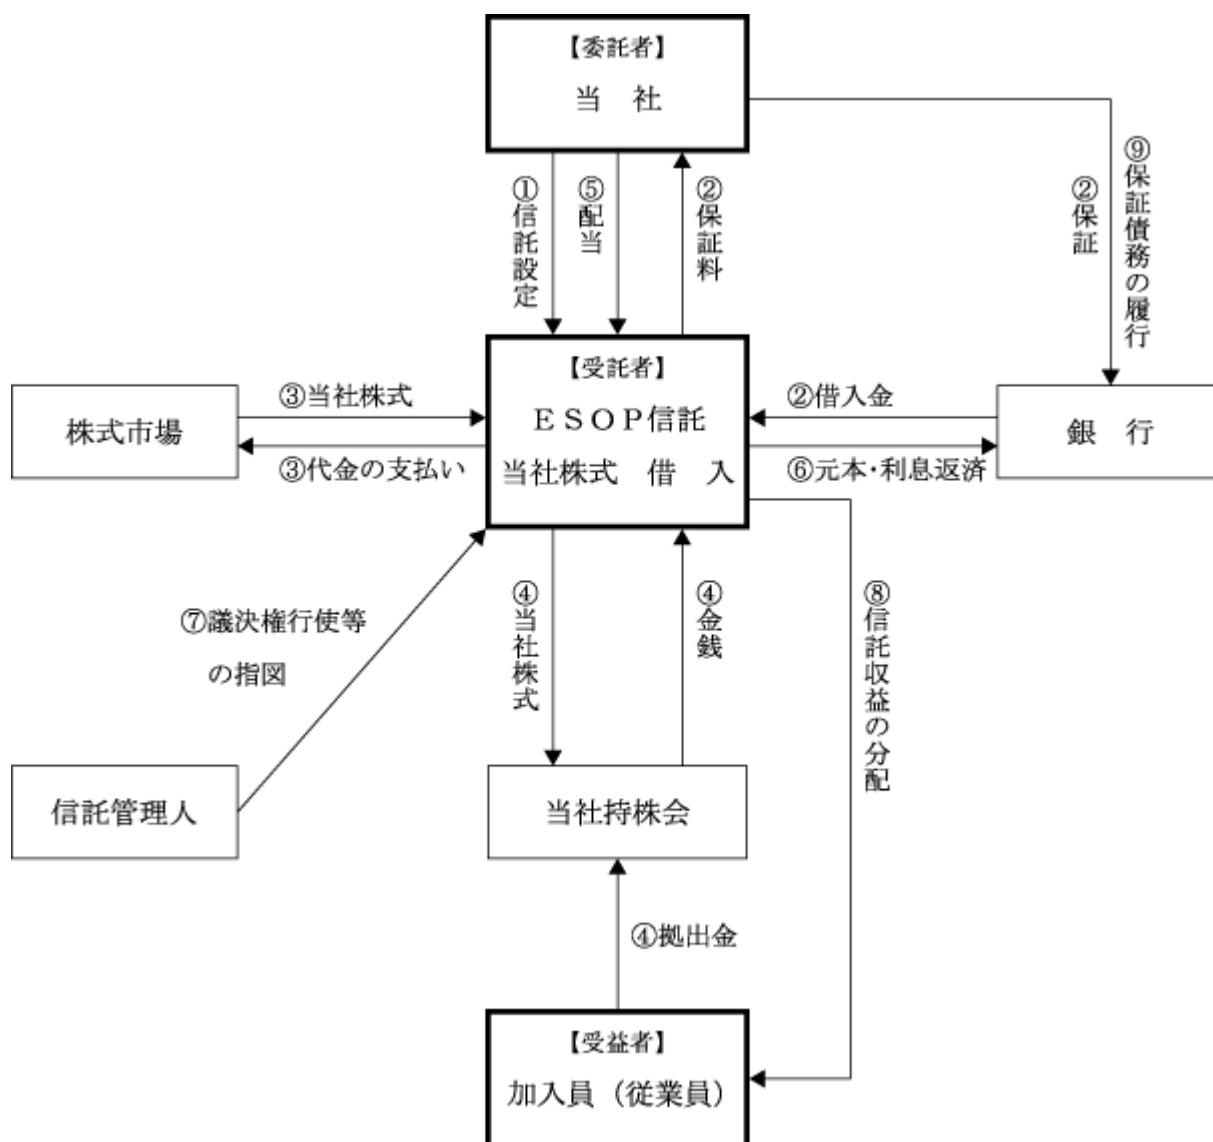 【委託者】
当　社
①信託設定
⑤配当
②保証料
②保証
⑨保証債務の履行
【受託者】
ＥＳＯＰ信託
当社株式　借　入
株式市場
③当社株式
③代金の支払い
②借入金
⑥元本・利息返済
銀　行
⑦議決権行使等
の指図
④当社株式
④金銭
⑧信託収益の分配
信託管理人
当社持株会
④拠出金
【受益者】
加入員（従業員）